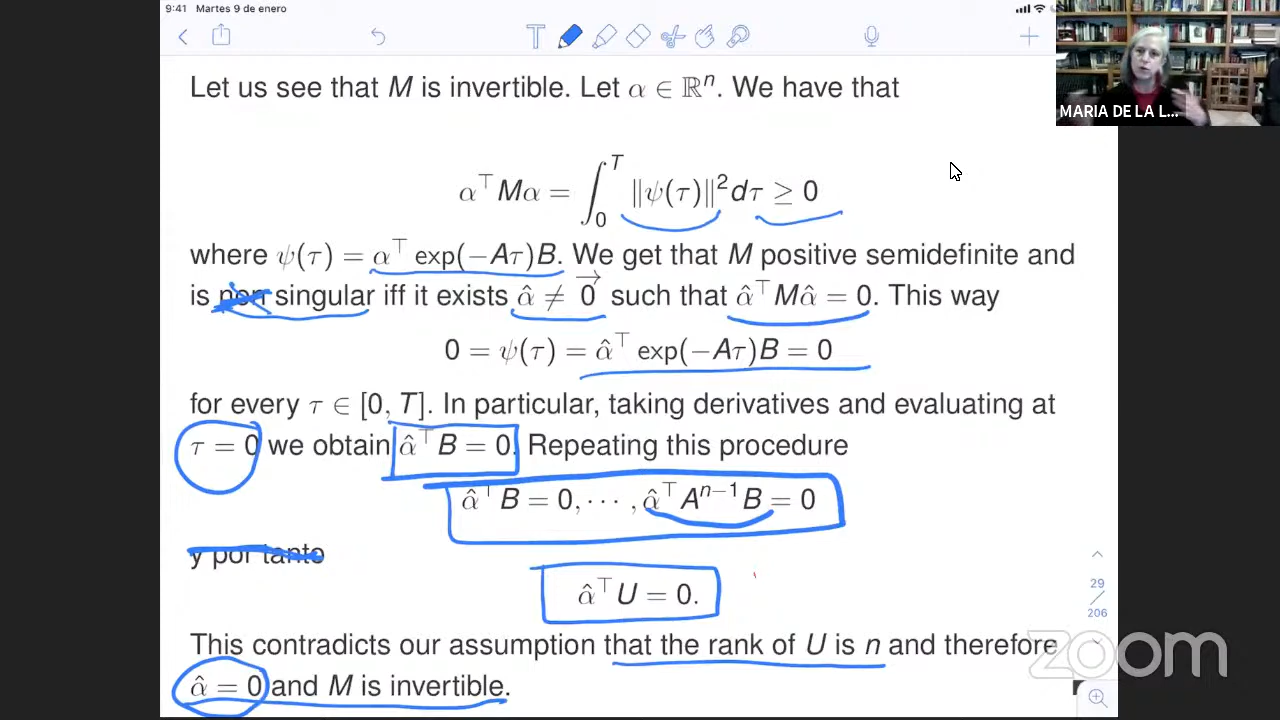 9:41 Martes 9 de enero
MARIA DE LA L...
Let us see that M is invertible. Let α ∈ ℝⁿ. We have that
α⊤Mα = ∫₀ᵀ ‖ψ(τ)‖²dτ ≥ 0
where ψ(τ) = α⊤ exp(−Aτ)B. We get that M positive semidefinite and
is non singular iff it exists α̂ ≠ 0⃗ such that α̂⊤Mα̂ = 0. This way
0 = ψ(τ) = α̂⊤ exp(−Aτ)B = 0
for every τ ∈ [0, T]. In particular, taking derivatives and evaluating at
τ = 0 we obtain α̂⊤B = 0. Repeating this procedure
α̂⊤B = 0, ⋯ , α̂⊤Aⁿ⁻¹B = 0
y por tanto
α̂⊤U = 0.
This contradicts our assumption that the rank of U is n and therefore
α̂ = 0 and M is invertible.
29
206
zoom